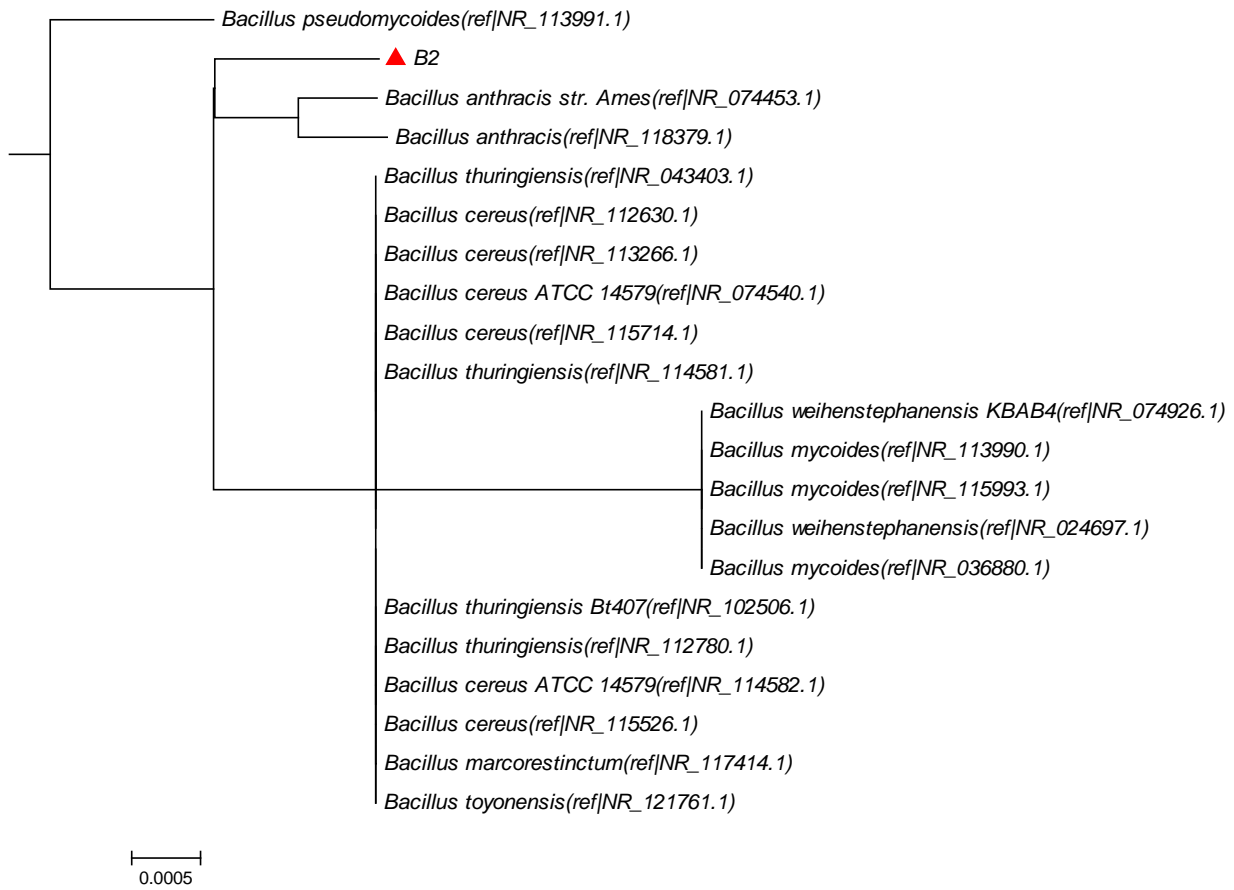 Bacillus pseudomycoides(ref|NR_113991.1)
B2
Bacillus anthracis str. Ames(ref|NR_074453.1)
Bacillus anthracis(ref|NR_118379.1)
Bacillus thuringiensis(ref|NR_043403.1)
Bacillus cereus(ref|NR_112630.1)
Bacillus cereus(ref|NR_113266.1)
Bacillus cereus ATCC 14579(ref|NR_074540.1)
Bacillus cereus(ref|NR_115714.1)
Bacillus thuringiensis(ref|NR_114581.1)
Bacillus weihenstephanensis KBAB4(ref|NR_074926.1)
Bacillus mycoides(ref|NR_113990.1)
Bacillus mycoides(ref|NR_115993.1)
Bacillus weihenstephanensis(ref|NR_024697.1)
Bacillus mycoides(ref|NR_036880.1)
Bacillus thuringiensis Bt407(ref|NR_102506.1)
Bacillus thuringiensis(ref|NR_112780.1)
Bacillus cereus ATCC 14579(ref|NR_114582.1)
Bacillus cereus(ref|NR_115526.1)
Bacillus marcorestinctum(ref|NR_117414.1)
Bacillus toyonensis(ref|NR_121761.1)
0.0005